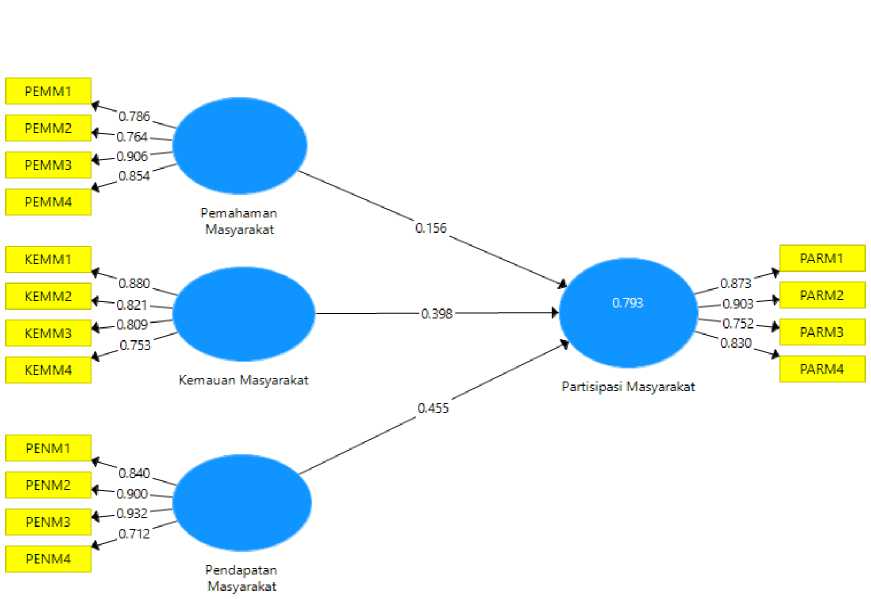 PEMM1
0.786
PEMM2
0.764
PEMM3
0.906
PEMM4
0.854
Pemahaman
Masyarakat
0.156
KEMM1
0.880
KEMM2
0.821
KEMM3
0.809
KEMM4
0.753
Kemauan Masyarakat
0.398
PENM1
0.840
PENM2
0.900
PENM3
0.932
PENM4
0.712
Pendapatan
Masyarakat
0.455
0.793
Partisipasi Masyarakat
0.873
PARM1
0.903
PARM2
0.752
PARM3
0.830
PARM4